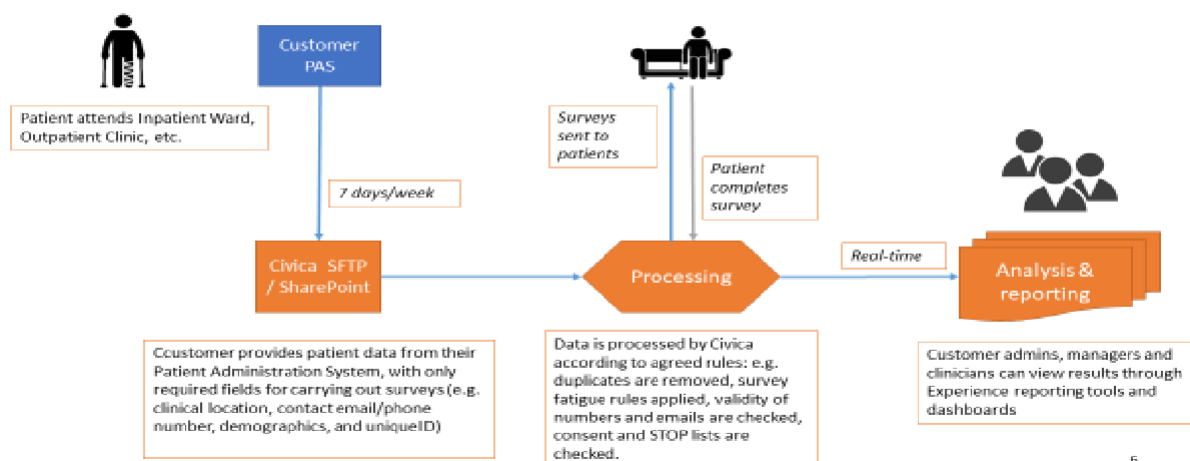 Customer
PAS
Patient attends Inpatient Ward,
Outpatient Clinic, etc.
Surveys
sent to
patients
Patient
completes
survey
7 days/week
Civica SFTP
/ SharePoint
Processing
Real-time
Analysis &
reporting
Ccustomer provides patient data from their
Patient Administration System, with only
required fields for carrying out surveys (e.g.
clinical location, contact email/phone
number, demographics, and uniqueID)
Data is processed by Civica
according to agreed rules: e.g.
duplicates are removed, survey
fatigue rules applied, validity of
numbers and emails are checked,
consent and STOP lists are
checked.
Customer admins, managers and
clinicians can view results through
Experience reporting tools and
dashboards